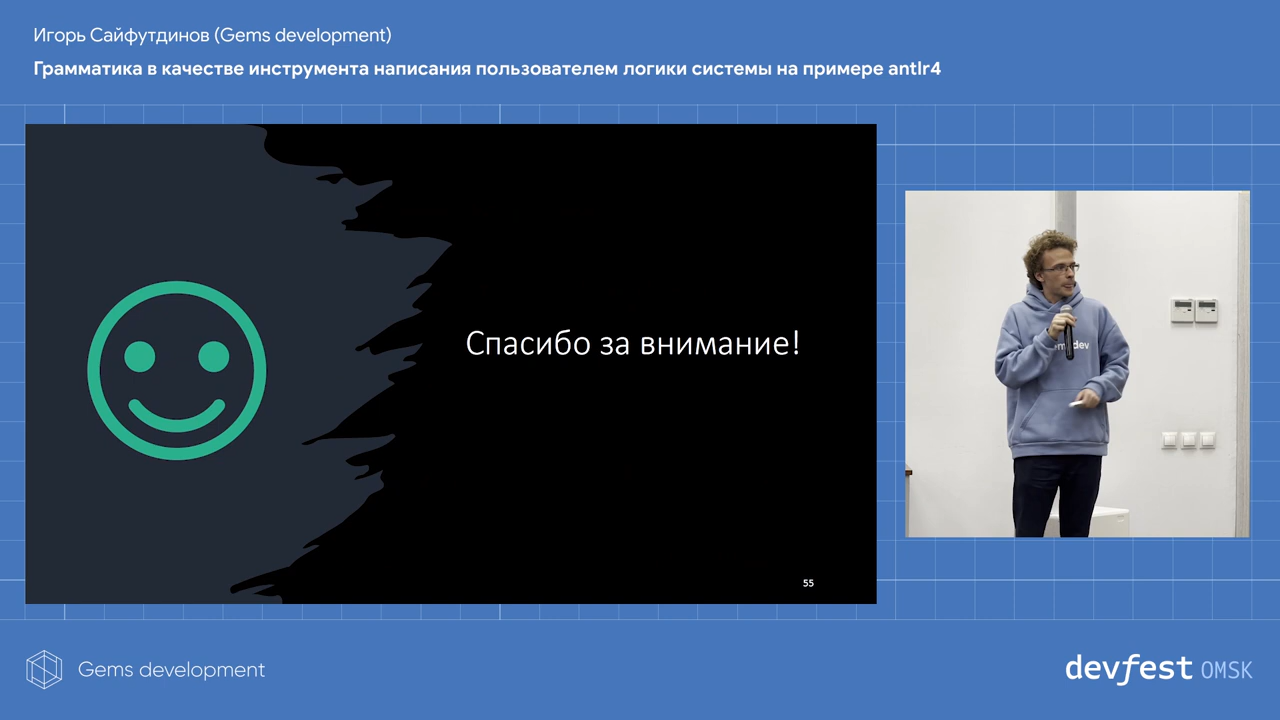 Игорь Сайфутдинов (Gems development)
Грамматика в качестве инструмента написания пользователем логики системы на примере antlr4
Спасибо за внимание!
55
Gems development
devfest OMSK